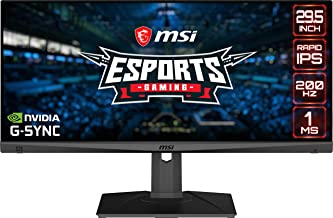 msi
ESPORTS
GAMING
NVIDIA
G-SYNC
29.5
INCH
RAPID
IPS
200
HZ
1
MS
msi